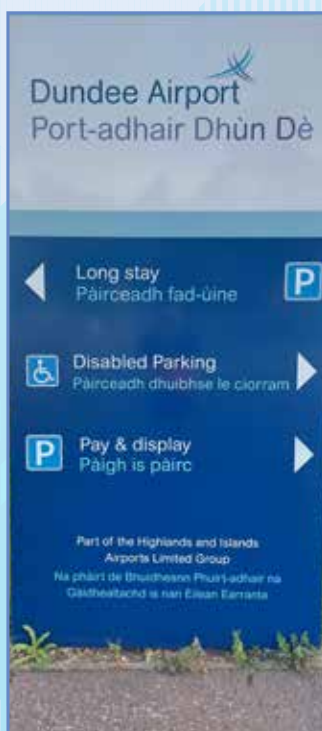 Dundee Airport
Port-adhair Dhùn Dè
Long stay
Pàirceadh fad-ùine
P
Disabled Parking
Pàirceadh dhuibhse le ciorram
P
Pay & display
Pàigh is pàirc
Part of the Highlands and Islands
Airports Limited Group
Na phàirt de Bhuidheann Phuirt-adhair na
Gàidhealtachd is nan Eilean Earranta